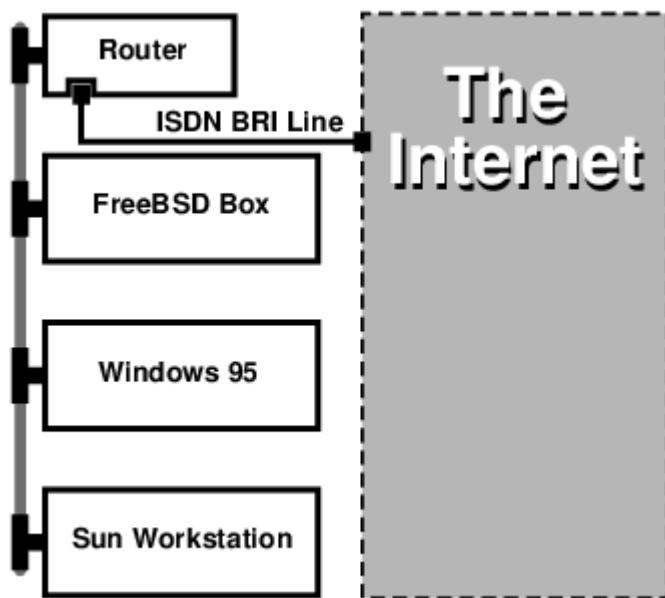 Router
ISDN BRI Line
The
Internet
FreeBSD Box
Windows 95
Sun Workstation